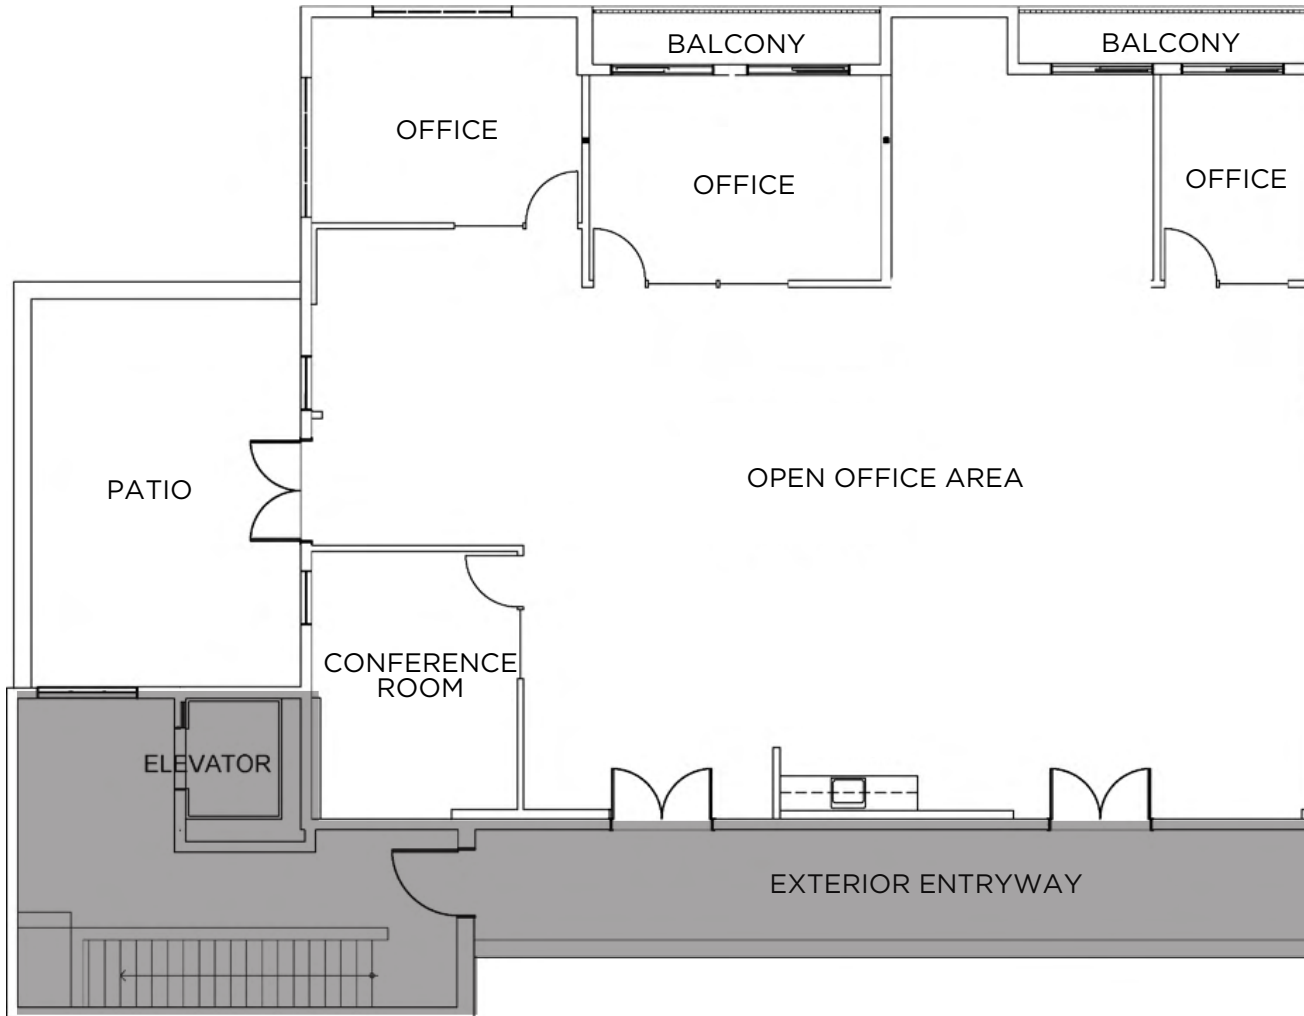 BALCONY
BALCONY
OFFICE
OFFICE
OFFICE
PATIO
OPEN OFFICE AREA
CONFERENCE
ROOM
ELEVATOR
EXTERIOR ENTRYWAY